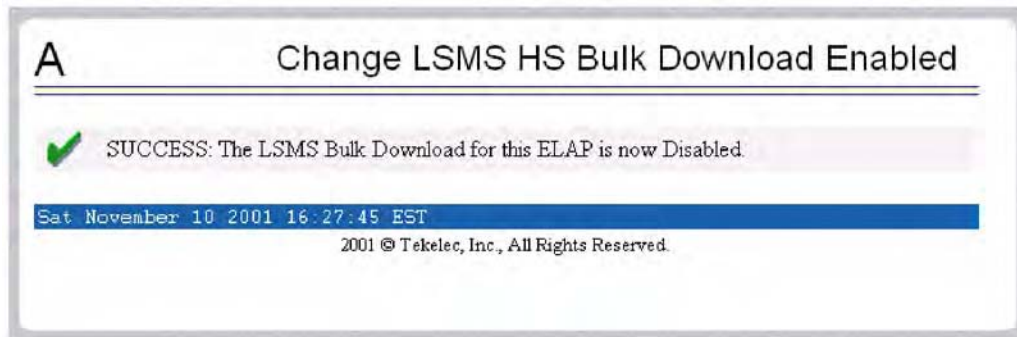 A
Change LSMS HS Bulk Download Enabled
SUCCESS: The LSMS Bulk Download for this ELAP is now Disabled.
Sat November 10 2001 16:27:45 EST
2001 © Tekelec, Inc., All Rights Reserved.